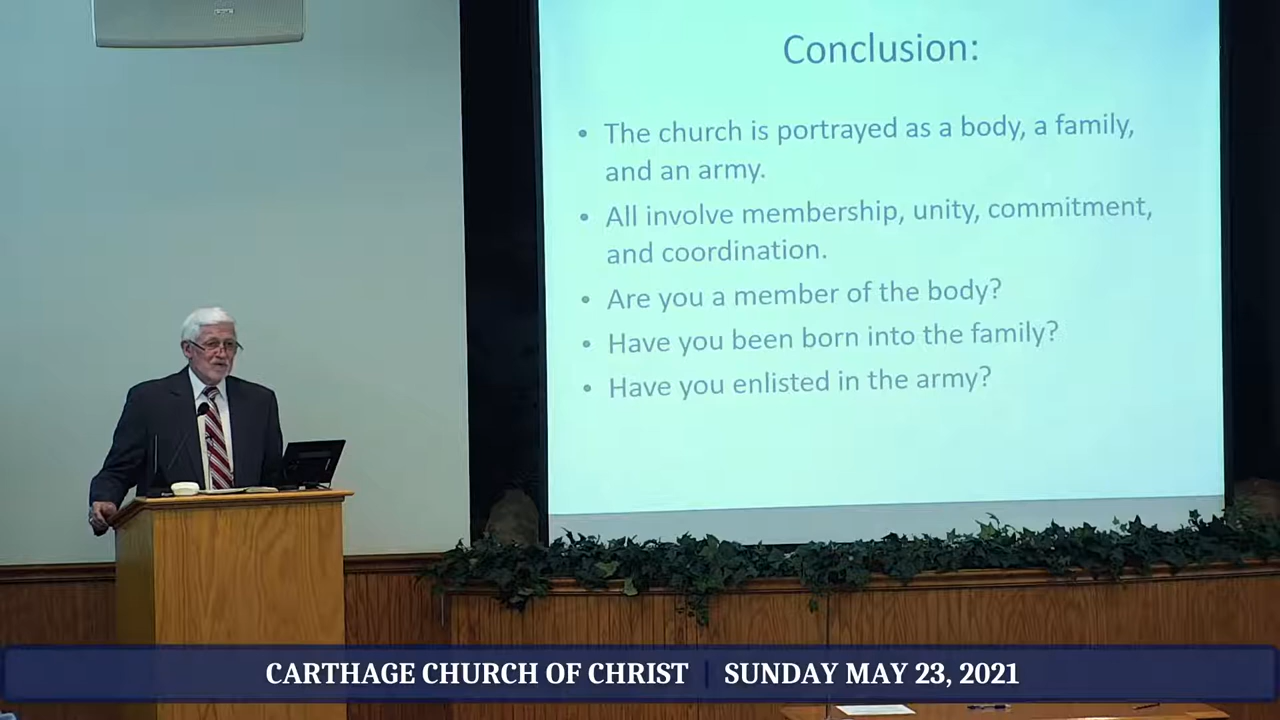 Conclusion:
• The church is portrayed as a body, a family,
and an army.
• All involve membership, unity, commitment,
and coordination.
• Are you a member of the body?
• Have you been born into the family?
• Have you enlisted in the army?
CARTHAGE CHURCH OF CHRIST | SUNDAY MAY 23, 2021